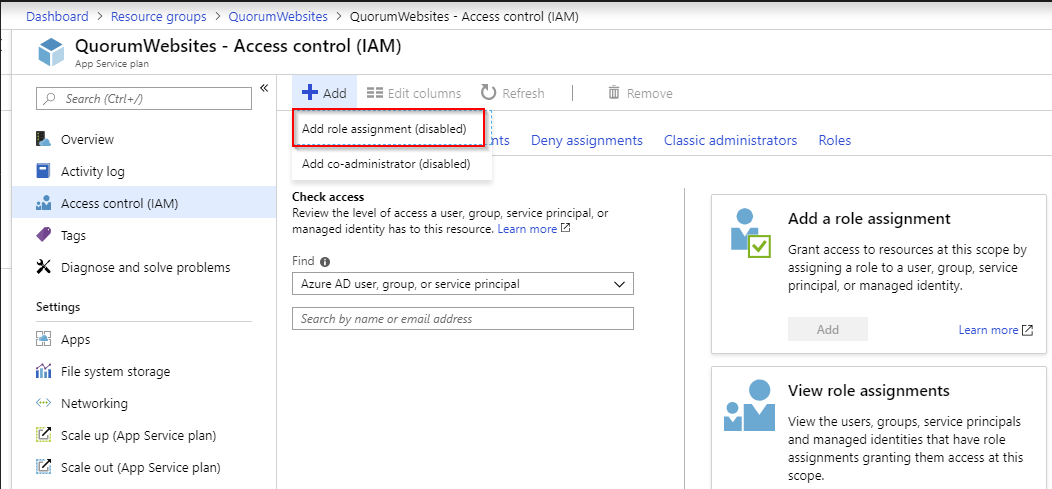 Dashboard > Resource groups > QuorumWebsites > QuorumWebsites - Access control (IAM)
QuorumWebsites - Access control (IAM)
App Service plan
Search (Ctrl+/)
«
Overview
Activity log
Access control (IAM)
Tags
Diagnose and solve problems
Settings
Apps
File system storage
Networking
Scale up (App Service plan)
Scale out (App Service plan)
Add
Edit columns
Refresh
Remove
Add role assignment (disabled)
Add co-administrator (disabled)
Deny assignments
Classic administrators
Roles
Check access
Review the level of access a user, group, service principal, or
managed identity has to this resource. Learn more
Find
Azure AD user, group, or service principal
Search by name or email address
Add a role assignment
Grant access to resources at this scope by
assigning a role to a user, group, service
principal, or managed identity.
Add
Learn more
View role assignments
View the users, groups, service principals
and managed identities that have role
assignments granting them access at this
scope.